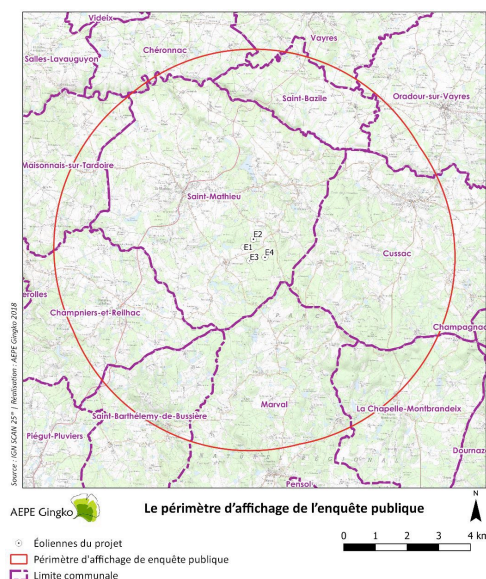 Videix
Vayres
Chéronnac
Salles-Lavauguyon
Saint-Bazile
Oradour-sur-Vayres
Maisonnais-sur-Tardoire
Saint-Mathieu
E2
E1
E4
E3
Cussac
erolles
Champniers-et-Reilhac
Champagnac
Marval
La Chapelle-Montbrandeix
Saint-Barthélemy-de-Bussière
Piégut-Pluviers
Dournaz
Pensol
Source : IGN SCAN 25® / Réalisation : AEPE Gingko 2018
AEPE Gingko
Le périmètre d'affichage de l'enquête publique
N
Éoliennes du projet
Périmètre d'affichage de enquête publique
Limite communale
0 1 2 3 4 km